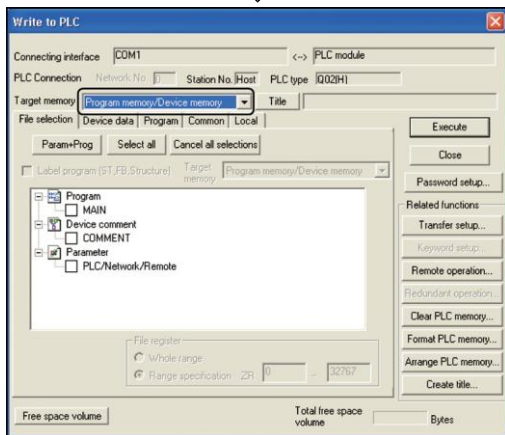 Write to PLC
Connecting interface COM1 <--> PLC module
PLC Connection Network No. 0 Station No. Host PLC type Q02(H)
Target memory Program memory/Device memory Title
File selection Device data Program Common Local
Param+Prog Select all Cancel all selections
Label program (ST,FB,Structure) Target memory Program memory/Device memory
Program
MAIN
Device comment
COMMENT
Parameter
PLC/Network/Remote
File register
Whole range
Range specification ZR 0 - 32767
Free space volume Total free space volume Bytes
Execute
Close
Password setup...
Related functions
Transfer setup...
Keyword setup...
Remote operation...
Redundant operation...
Clear PLC memory...
Format PLC memory...
Arrange PLC memory...
Create title...